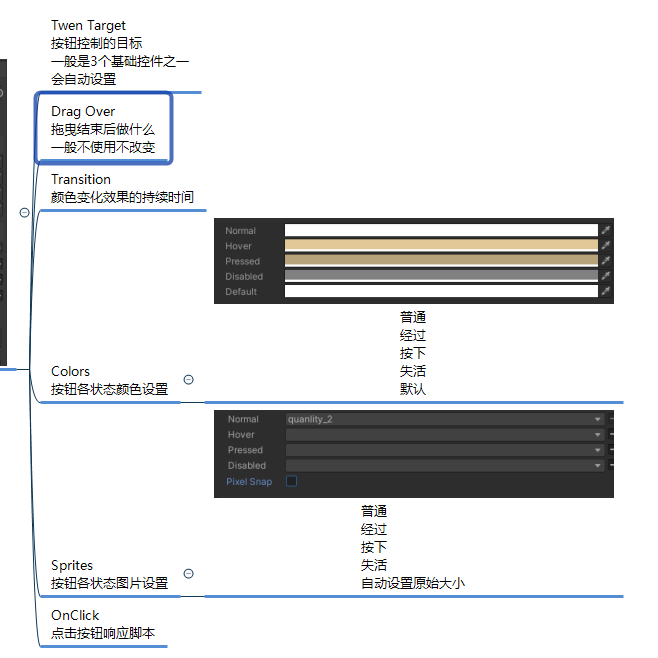 Twen Target
按钮控制的目标
一般是3个基础控件之一
会自动设置
Drag Over
拖曳结束后做什么
一般不使用不改变
Transition
颜色变化效果的持续时间
Normal
Hover
Pressed
Disabled
Default
普通
经过
按下
失活
默认
Colors
按钮各状态颜色设置
Normal quanlity_2
Hover
Pressed
Disabled
Pixel Snap
普通
经过
按下
失活
自动设置原始大小
Sprites
按钮各状态图片设置
OnClick
点击按钮响应脚本